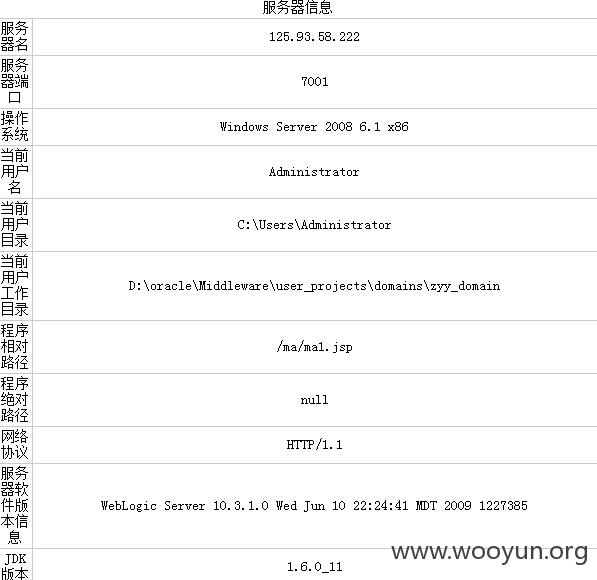 服务器信息
服务
器名
125.93.58.222
服务
器端
口
7001
操作
系统
Windows Server 2008 6.1 x86
当前
用户
名
Administrator
当前
用户
目录
C:\Users\Administrator
当前
用户
工作
目录
D:\oracle\Middleware\user_projects\domains\zyy_domain
程序
相对
路径
/ma/ma1.jsp
程序
绝对
路径
null
网络
协议
HTTP/1.1
服务
器软
件版
本信
息
WebLogic Server 10.3.1.0 Wed Jun 10 22:24:41 MDT 2009 1227385
JDK
版本
1.6.0_11
www.wooyun.org